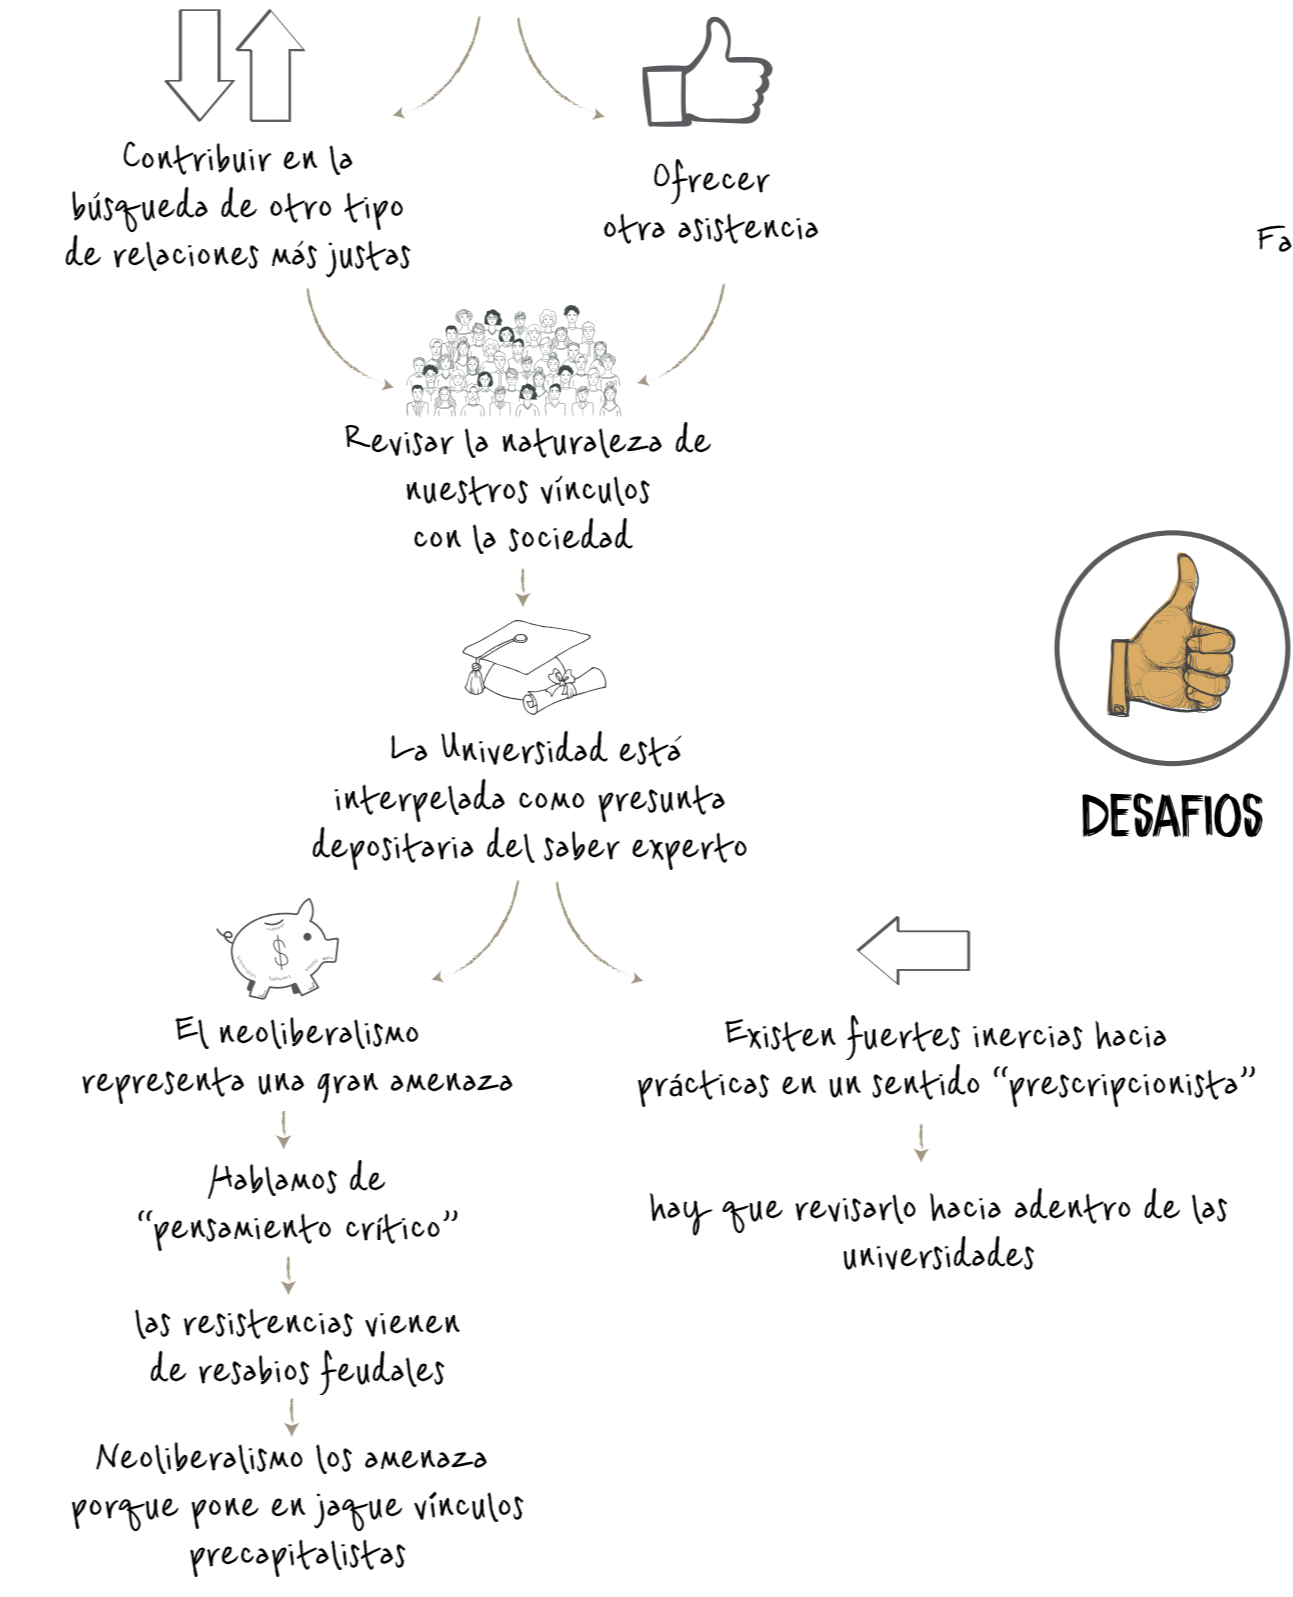 Contribuir en la
búsqueda de otro tipo
de relaciones más justas
Ofrecer
otra asistencia
Fa
Revisar la naturaleza de
nuestros vínculos
con la sociedad
La Universidad está
interpelada como presunta
depositaria del saber experto
DESAFIOS
$
El neoliberalismo
representa una gran amenaza
Hablamos de
“pensamiento crítico”
las resistencias vienen
de resabios feudales
Neoliberalismo los amenaza
porque pone en jaque vínculos
precapitalistas
Existen fuertes inercias hacia
prácticas en un sentido “prescripcionista”
hay que revisarlo hacia adentro de las
universidades